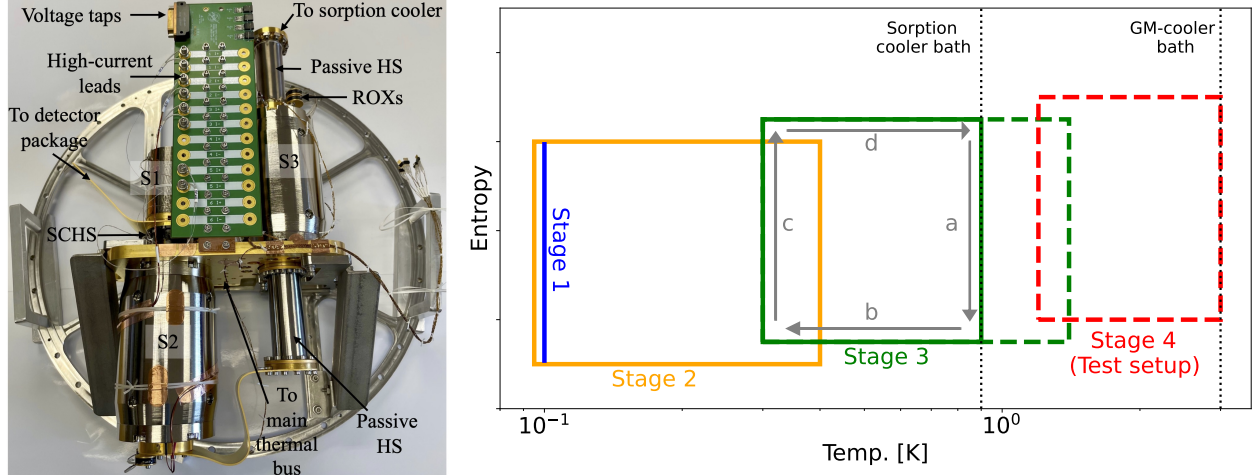 Voltage taps
To sorption cooler
High-current
leads
Passive HS
ROXs
To detector
package
S1
S3
SCHS
S2
To
main
thermal
bus
Passive
HS
Sorption
cooler bath
GM-cooler
bath
Entropy
Stage 1
d
c
a
b
Stage 2
Stage 3
Stage 4
(Test setup)
10⁻¹
10⁰
Temp. [K]